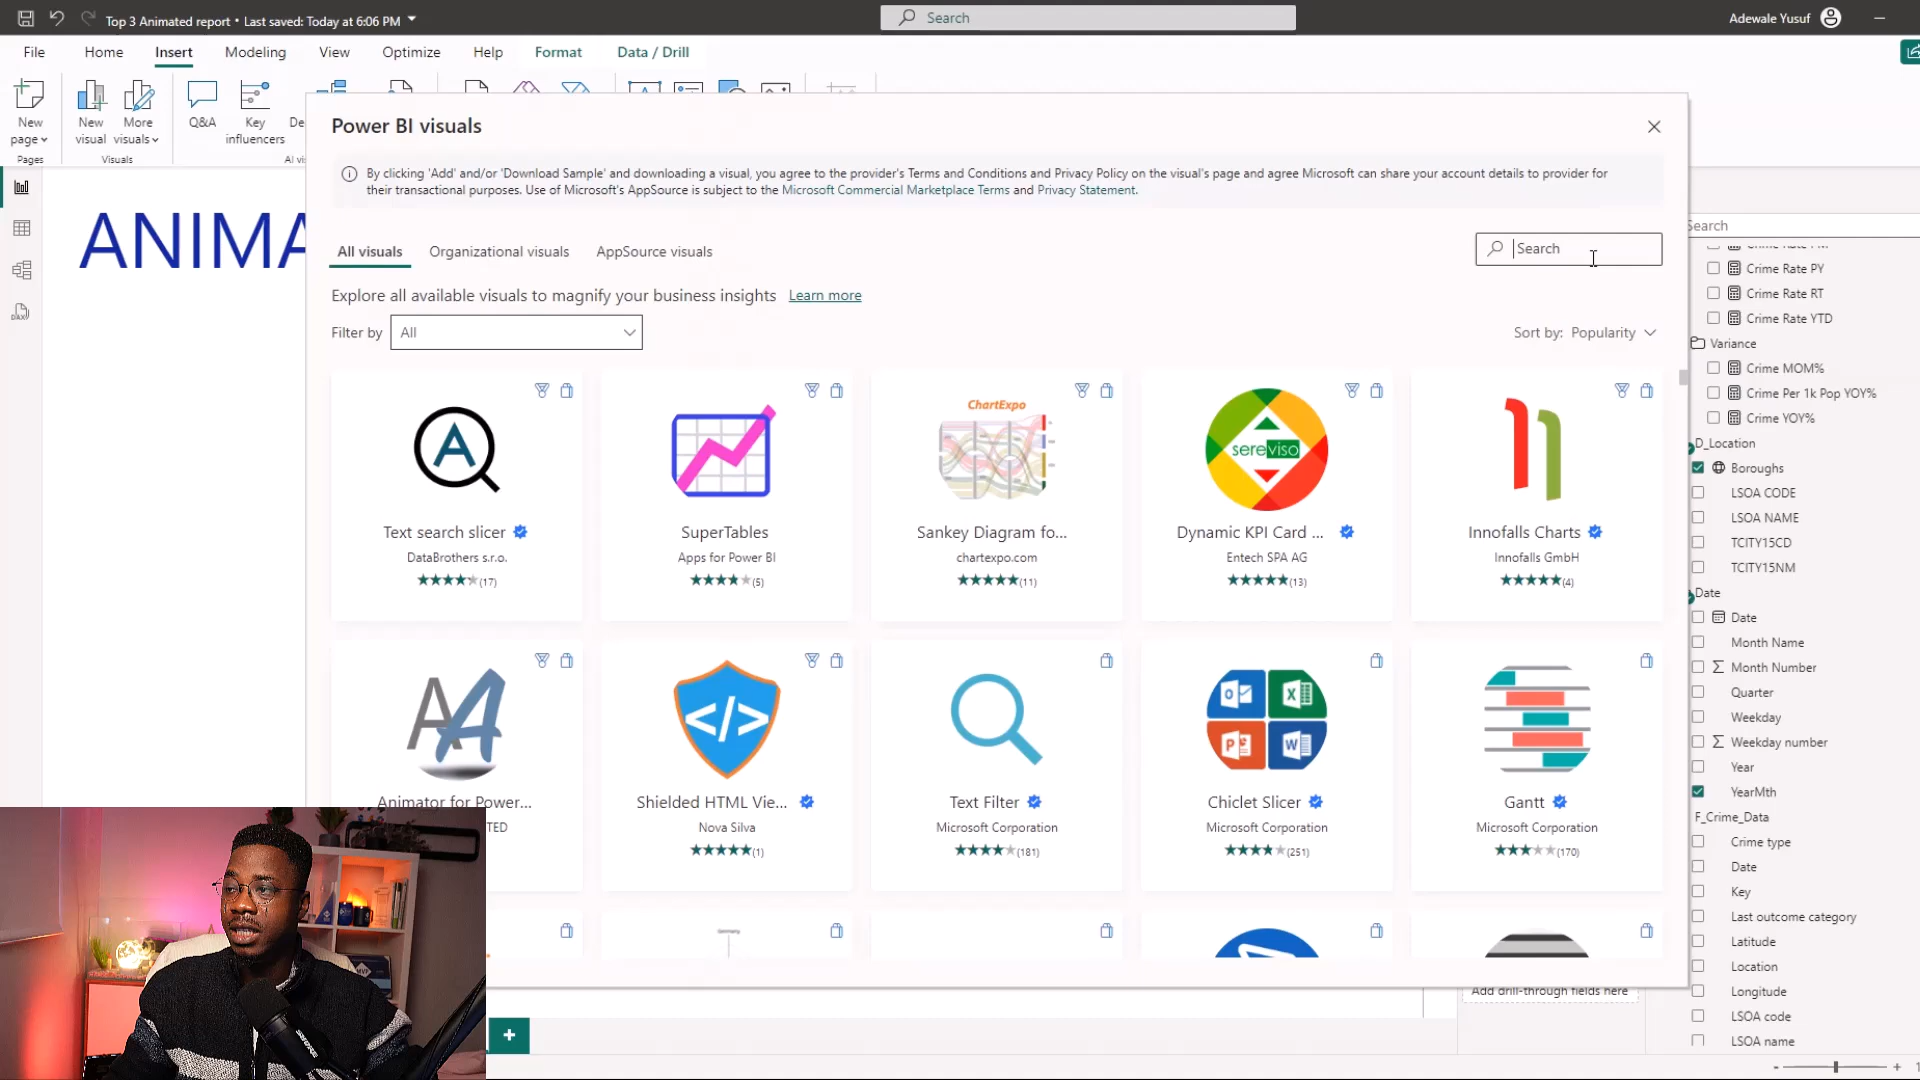 Top 3 Animated report • Last saved: Today at 6:06 PM
Search
Adewale Yusuf
File
Home
Insert
Modeling
View
Optimize
Help
Format
Data / Drill
New page
New visual
More visuals
Q&A
Key influencers
Pages
Visuals
ANIMA
Power BI visuals
By clicking 'Add' and/or 'Download Sample' and downloading a visual, you agree to the provider's Terms and Conditions and Privacy Policy on the visual's page and agree Microsoft can share your account details to provider for
their transactional purposes. Use of Microsoft's AppSource is subject to the Microsoft Commercial Marketplace Terms and Privacy Statement.
All visuals
Organizational visuals
AppSource visuals
Search
Explore all available visuals to magnify your business insights Learn more
Filter by
All
Sort by: Popularity
Text search slicer
DataBrothers s.r.o.
(17)
SuperTables
Apps for Power BI
(5)
ChartExpo
Sankey Diagram fo...
chartexpo.com
(11)
sereviso
Dynamic KPI Card ...
Entech SPA AG
(13)
Innofalls Charts
Innofalls GmbH
(4)
Animator for Power...
TED
</>
Shielded HTML Vie...
Nova Silva
(1)
Text Filter
Microsoft Corporation
(181)
Chiclet Slicer
Microsoft Corporation
(251)
Gantt
Microsoft Corporation
(170)
Germany
Add drill-through fields here
Search
Crime Rate PY
Crime Rate RT
Crime Rate YTD
Variance
Crime MOM%
Crime Per 1k Pop YOY%
Crime YOY%
D_Location
Boroughs
LSOA CODE
LSOA NAME
TCITY15CD
TCITY15NM
Date
Date
Month Name
Month Number
Quarter
Weekday
Weekday number
Year
YearMth
F_Crime_Data
Crime type
Date
Key
Last outcome category
Latitude
Location
Longitude
LSOA code
LSOA name